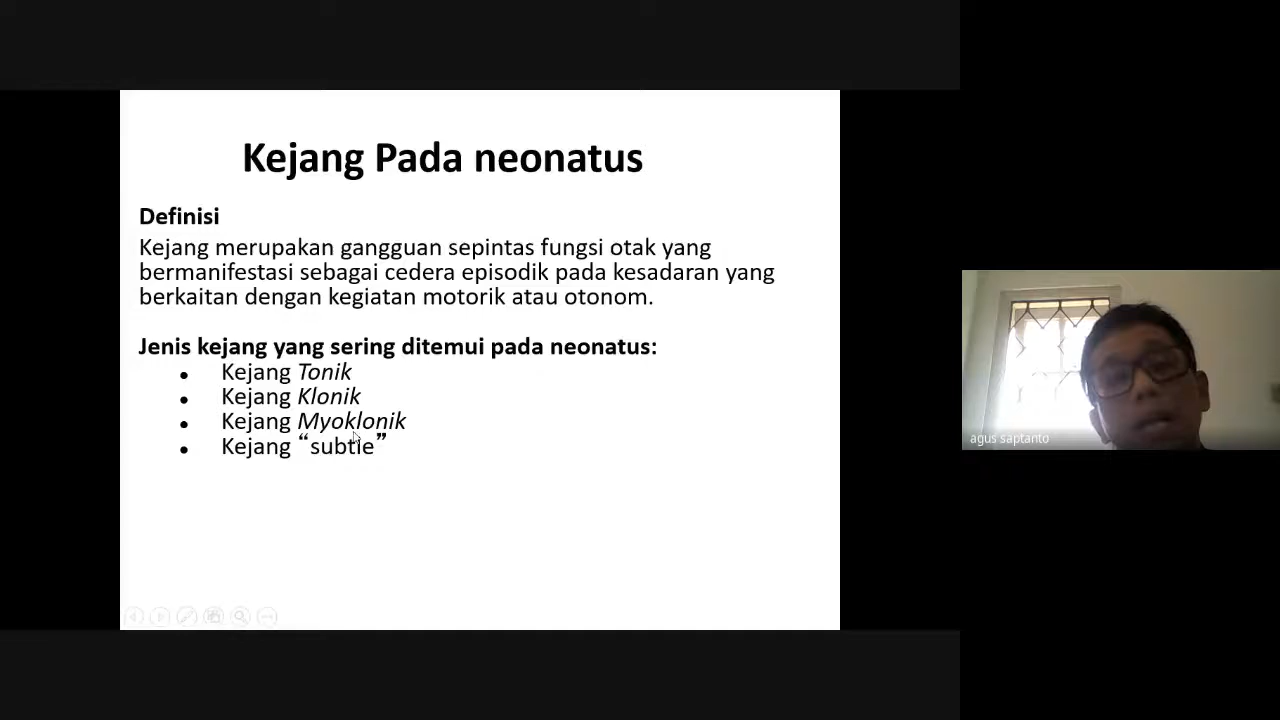 Kejang Pada neonatus
Definisi
Kejang merupakan gangguan sepintas fungsi otak yang
bermanifestasi sebagai cedera episodik pada kesadaran yang
berkaitan dengan kegiatan motorik atau otonom.
Jenis kejang yang sering ditemui pada neonatus:
• Kejang Tonik
• Kejang Klonik
• Kejang Myoklonik
• Kejang “subtle”
agus saptanto